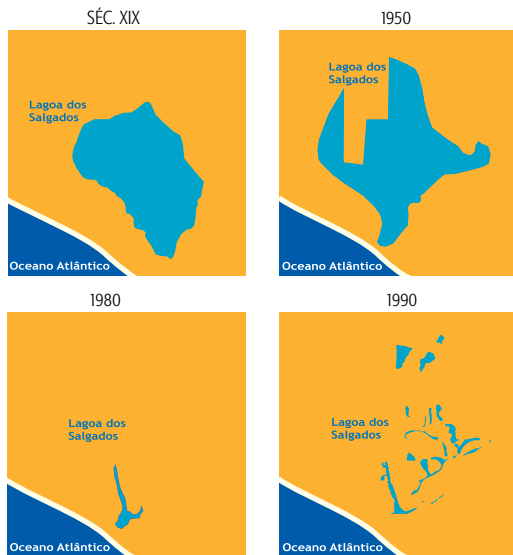 SÉC. XIX
Lagoa dos
Salgados
Oceano Atlântico
1950
Lagoa dos
Salgados
Oceano Atlântico
1980
Lagoa dos
Salgados
Oceano Atlântico
1990
Lagoa dos
Salgados
Oceano Atlântico